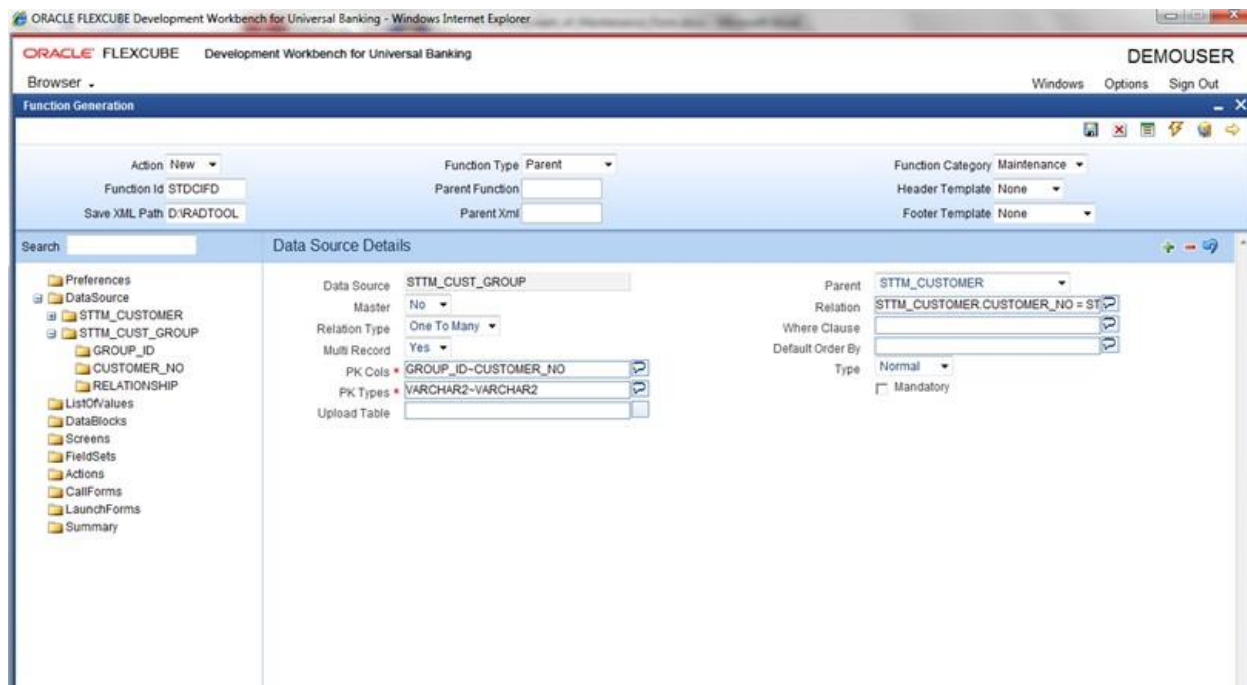 ORACLE FLEXCUBE Development Workbench for Universal Banking - Windows Internet Explorer
ORACLE FLEXCUBE Development Workbench for Universal Banking
DEMOUSER
Browser
Windows Options Sign Out
Function Generation
Action New Function Type Parent Function Category Maintenance
Function Id STDCIFD Parent Function Header Template None
Save XML Path D:\RADTOOL Parent Xml Footer Template None
Search Data Source Details
Preferences
DataSource
STTM_CUSTOMER
STTM_CUST_GROUP
GROUP_ID
CUSTOMER_NO
RELATIONSHIP
ListOfValues
DataBlocks
Screens
FieldSets
Actions
CallForms
LaunchForms
Summary
Data Source STTM_CUST_GROUP Parent STTM_CUSTOMER
Master No Relation STTM_CUSTOMER.CUSTOMER_NO = ST
Relation Type One To Many Where Clause
Multi Record Yes Default Order By
PK Cols * GROUP_ID~CUSTOMER_NO Type Normal
PK Types * VARCHAR2~VARCHAR2 Mandatory
Upload Table